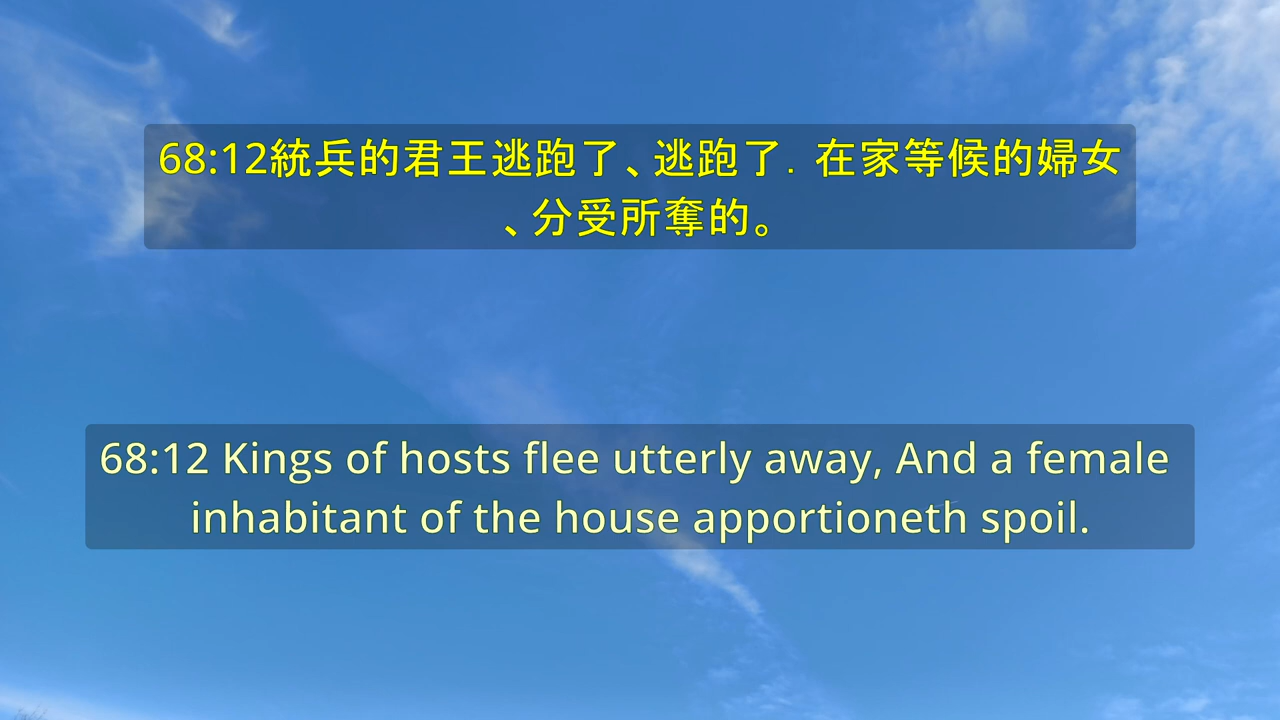 68:12統兵的君王逃跑了、逃跑了．在家等候的婦女
、分受所奪的。
68:12 Kings of hosts flee utterly away, And a female
inhabitant of the house apportioneth spoil.